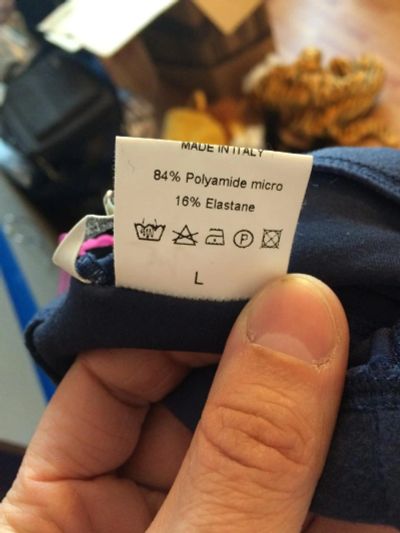 MADE IN ITALY
84% Polyamide micro
16% Elastane
P
L